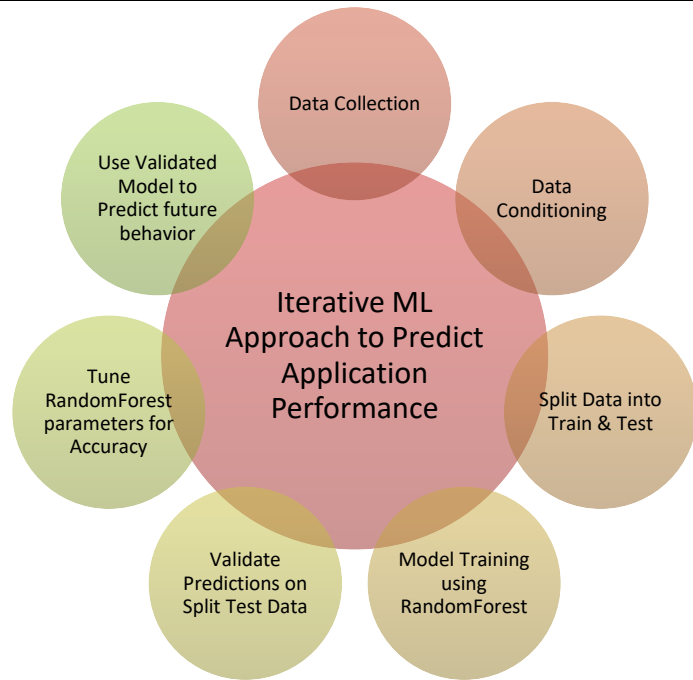 Data Collection
Data
Conditioning
Split Data into
Train & Test
Model Training
using
RandomForest
Validate
Predictions on
Split Test Data
Tune
RandomForest
parameters for
Accuracy
Use Validated
Model to
Predict future
behavior
Iterative ML
Approach to Predict
Application
Performance